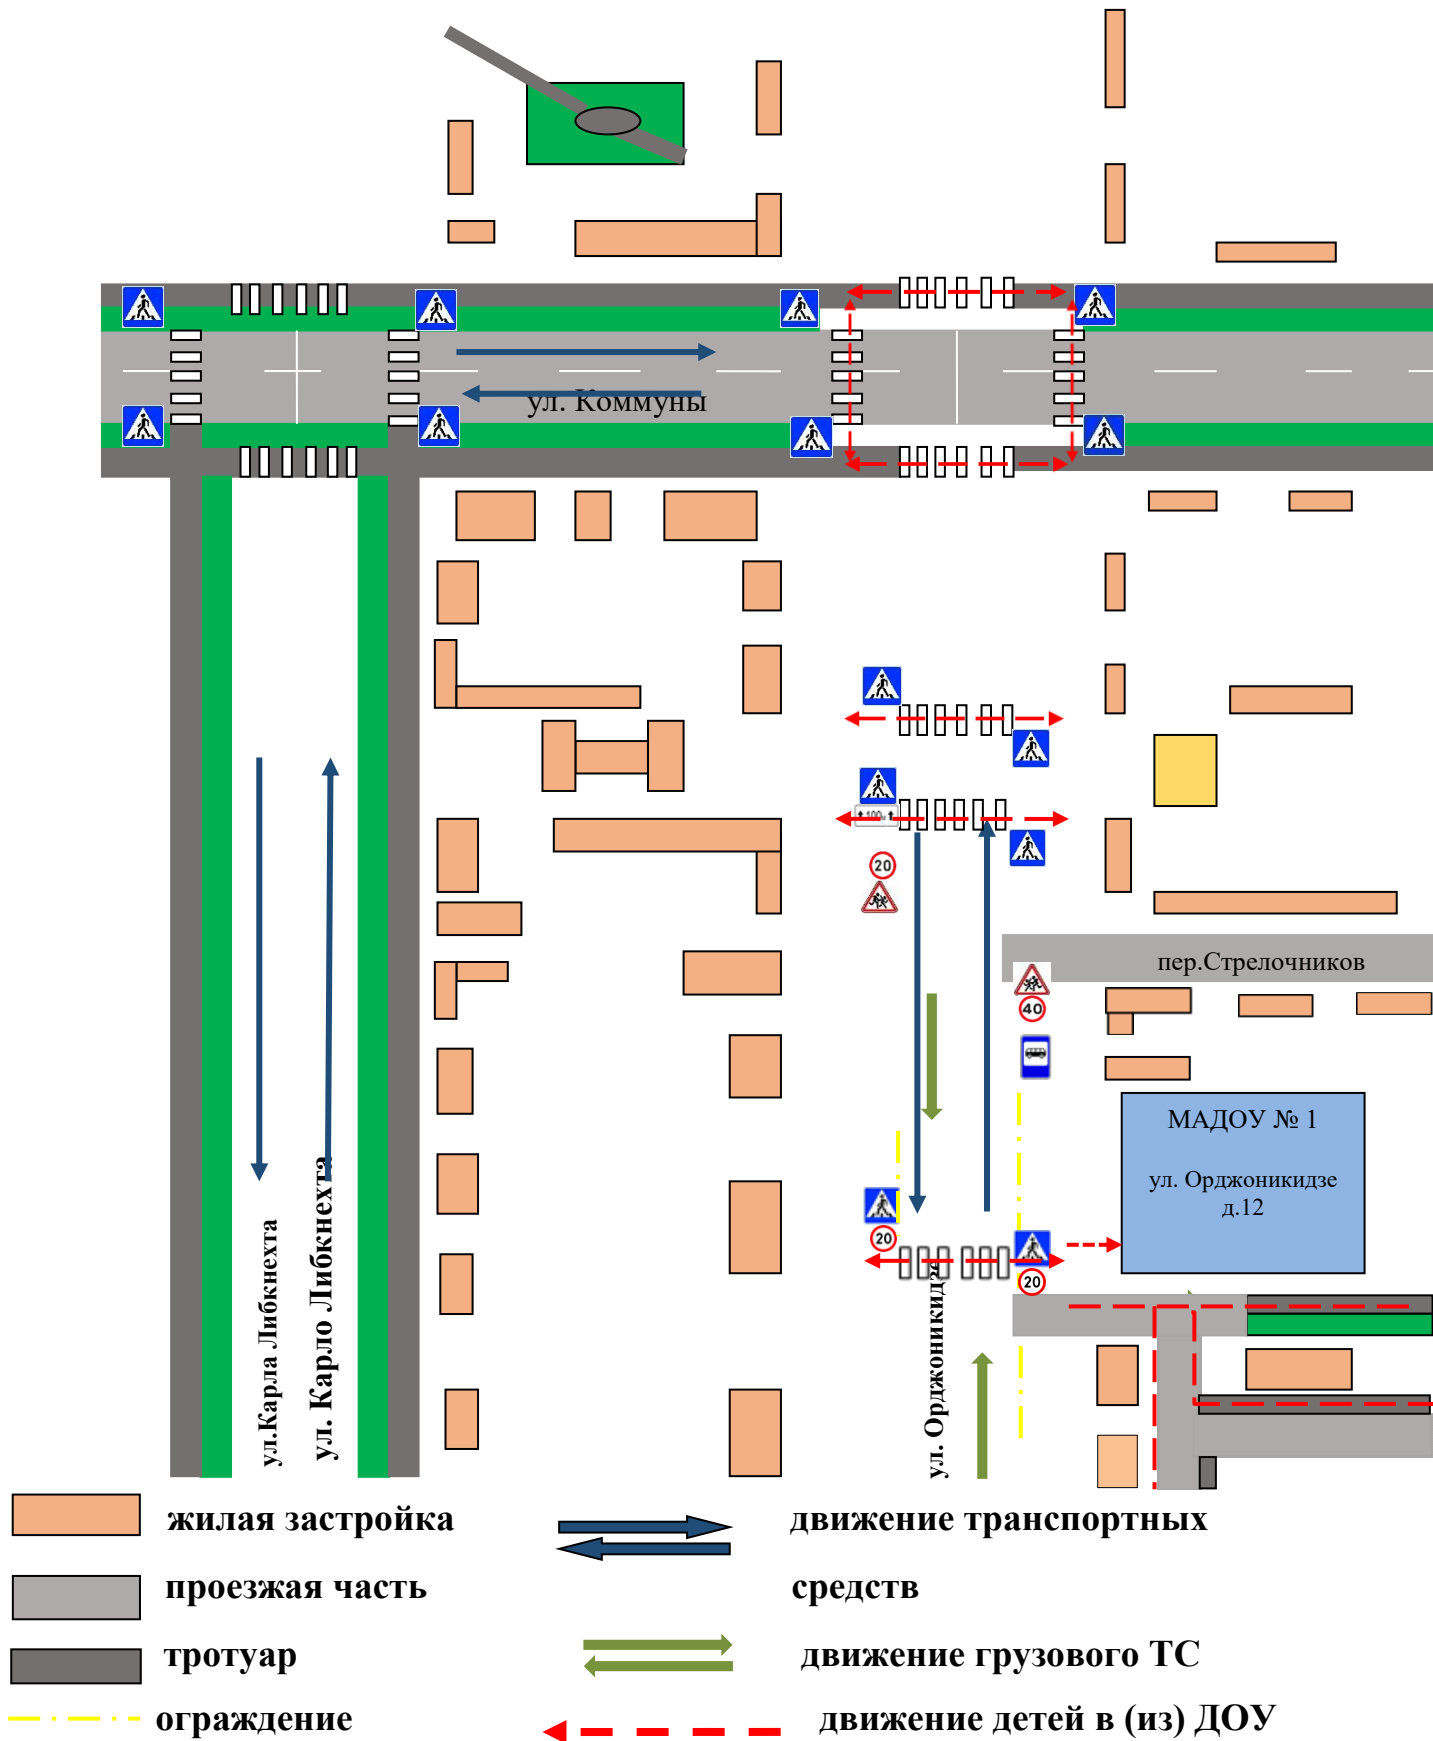 ул. Коммуны
100м
20
пер.Стрелочников
40
МАДОУ № 1
ул. Орджоникидзе
д.12
20
20
ул.Карла Либкнехта
ул. Карло Либкнехта
ул. Орджоникидзе
жилая застройка
движение транспортных
средств
проезжая часть
тротуар
движение грузового ТС
ограждение
движение детей в (из) ДОУ